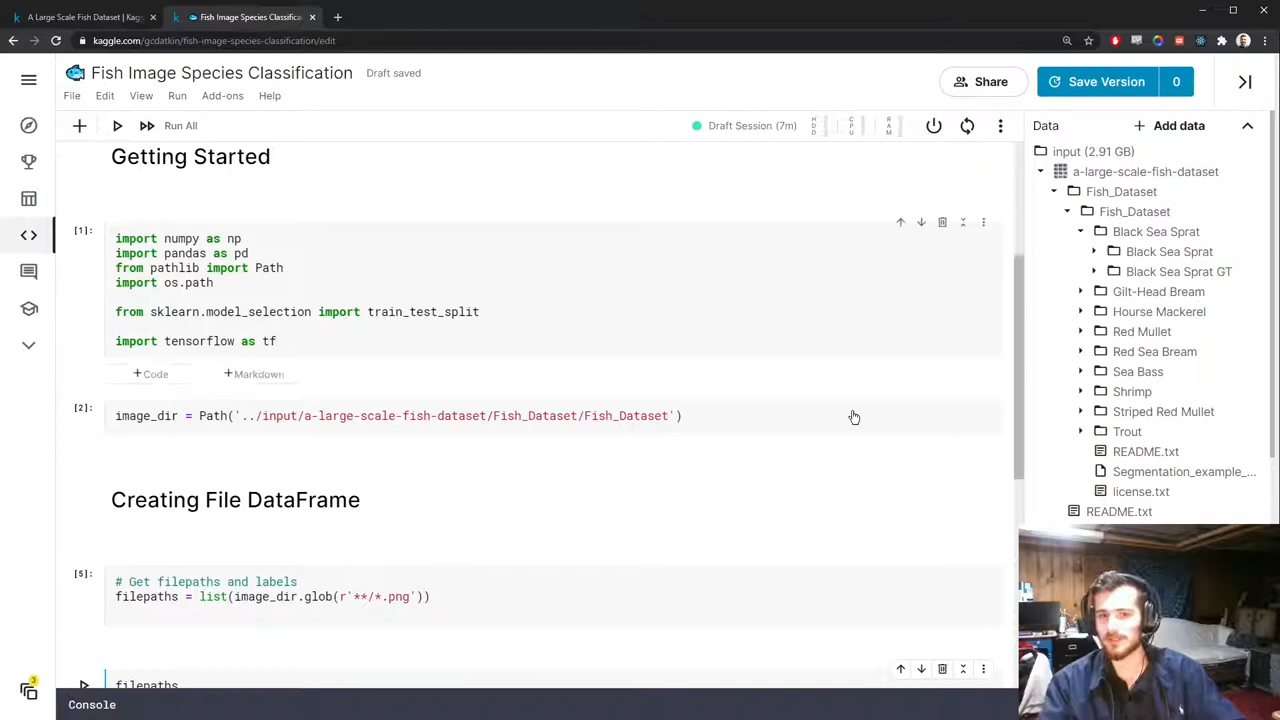 A Large Scale Fish Dataset | Kagg
Fish Image Species Classifica
kaggle.com/gcdatkin/fish-image-species-classification/edit
Fish Image Species Classification
Draft saved
Share
Save Version
0
File
Edit
View
Run
Add-ons
Help
Run All
Draft Session (7m)
HDD
CPU
RAM
Data
Add data
input (2.91 GB)
a-large-scale-fish-dataset
Fish_Dataset
Fish_Dataset
Black Sea Sprat
Black Sea Sprat
Black Sea Sprat GT
Gilt-Head Bream
Hourse Mackerel
Red Mullet
Red Sea Bream
Sea Bass
Shrimp
Striped Red Mullet
Trout
README.txt
Segmentation_example_...
license.txt
README.txt
Getting Started
[1]:
import numpy as np
import pandas as pd
from pathlib import Path
import os.path
from sklearn.model_selection import train_test_split
import tensorflow as tf
+ Code
+ Markdown
[2]:
image_dir = Path('../input/a-large-scale-fish-dataset/Fish_Dataset/Fish_Dataset')
Creating File DataFrame
[5]:
# Get filepaths and labels
filepaths = list(image_dir.glob(r'**/*.png'))
filepaths
3
Console